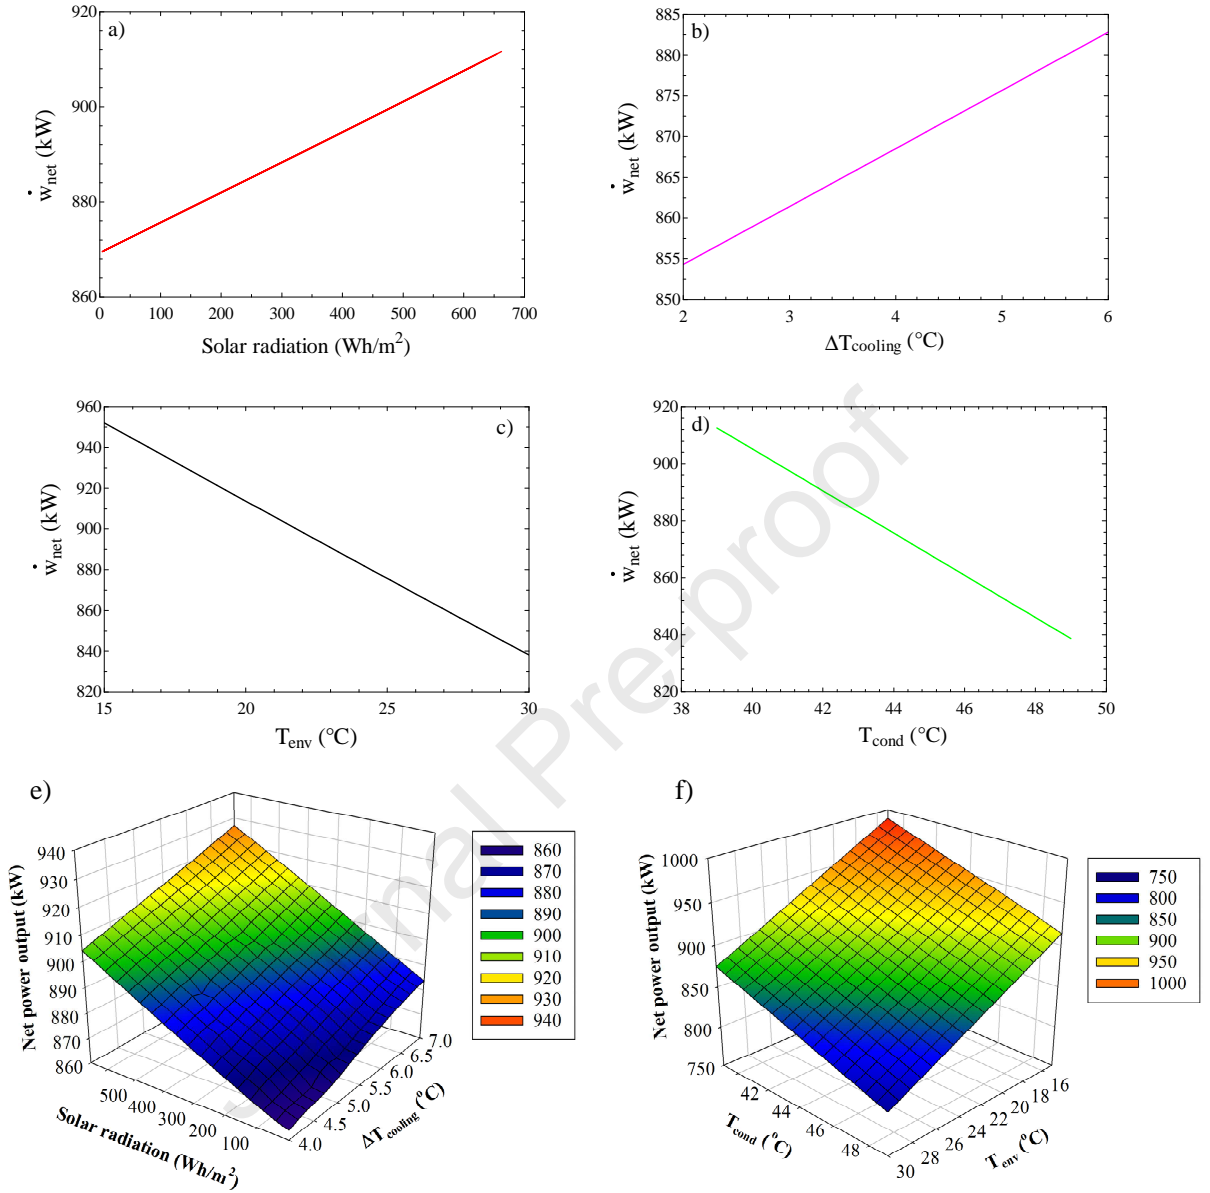 a)
920
900
880
860
ẇnet (kW)
0 100 200 300 400 500 600 700
Solar radiation (Wh/m²)
b)
885
880
875
870
865
860
855
850
ẇnet (kW)
2 3 4 5 6
ΔTcooling (°C)
c)
960
940
920
900
880
860
840
820
ẇnet (kW)
15 20 25 30
Tenv (°C)
d)
920
900
880
860
840
820
ẇnet (kW)
38 40 42 44 46 48 50
Tcond (°C)
e)
940
930
920
910
900
890
880
870
860
Net power output (kW)
500 400 300 200 100
Solar radiation (Wh/m²)
4.0 4.5 5.0 5.5 6.0 6.5 7.0
ΔT cooling (°C)
860
870
880
890
900
910
920
930
940
f)
1000
950
900
850
800
750
Net power output (kW)
42 44 46 48
Tcond (°C)
30 28 26 24 22 20 18 16
Tenv (°C)
750
800
850
900
950
1000
Journal Pre-proof